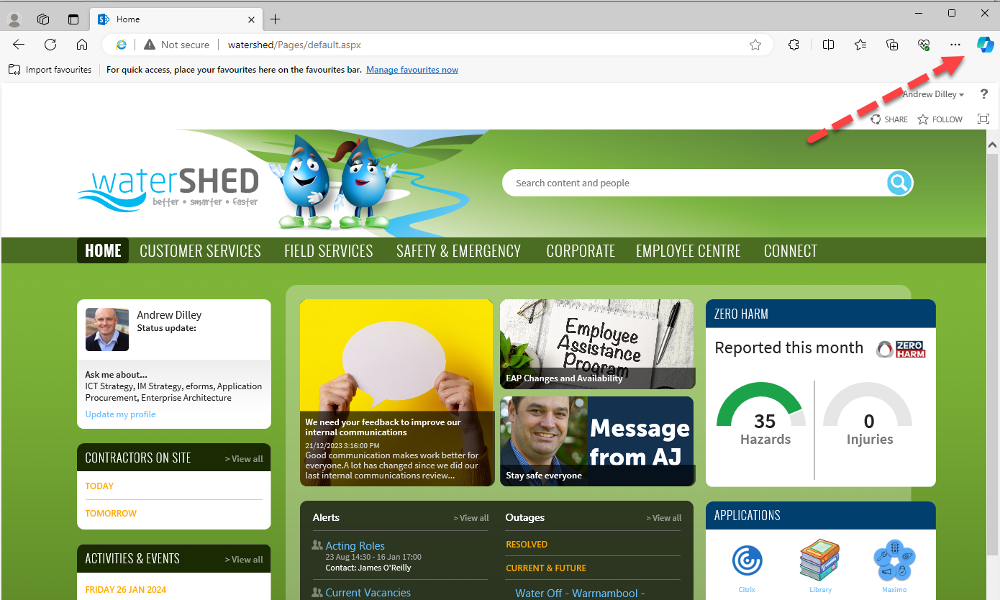 Home
Not secure
watershed/Pages/default.aspx
Import favourites
For quick access, place your favourites here on the favourites bar. Manage favourites now
Andrew Dilley
?
SHARE
FOLLOW
waterSHED
better • smarter • faster
Search content and people
HOME
CUSTOMER SERVICES
FIELD SERVICES
SAFETY & EMERGENCY
CORPORATE
EMPLOYEE CENTRE
CONNECT
Andrew Dilley
Status update:
Ask me about...
ICT Strategy, IM Strategy, eforms, Application
Procurement, Enterprise Architecture
Update my profile
CONTRACTORS ON SITE
> View all
TODAY
TOMORROW
ACTIVITIES & EVENTS
> View all
FRIDAY 26 JAN 2024
We need your feedback to improve our
internal communications
21/12/2023 3:16:00 PM
Good communication makes work better for
everyone.A lot has changed since we did our
last internal communications review...
Employee
Assistance
Program
EAP Changes and Availability
Message
from AJ
Stay safe everyone
Alerts
> View all
Acting Roles
23 Aug 14:30 - 16 Jan 17:00
Contact: James O'Reilly
Current Vacancies
Outages
> View all
RESOLVED
CURRENT & FUTURE
Water Off - Warrnambool -
ZERO HARM
Reported this month
ZERO
HARM
35
Hazards
0
Injuries
APPLICATIONS
Citrix
Library
Maximo